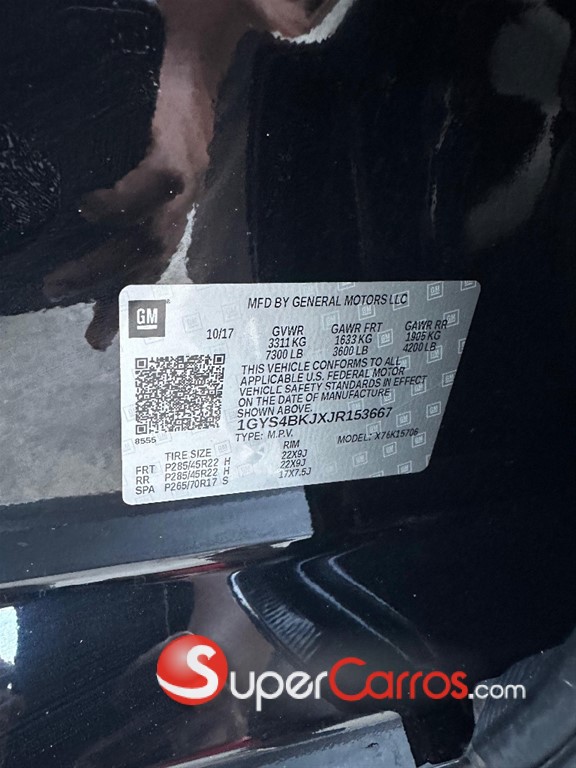 GM
MFD BY GENERAL MOTORS LLC
10/17 GVWR GAWR FRT GAWR RR
3311 KG 1633 KG 1905 KG
7300 LB 3600 LB 4200 LB
THIS VEHICLE CONFORMS TO ALL
APPLICABLE U.S. FEDERAL MOTOR
VEHICLE SAFETY STANDARDS IN EFFECT
ON THE DATE OF MANUFACTURE
SHOWN ABOVE.
1GYS4BKJXJR153667
8555
TYPE: M.P.V. MODEL: X76K15706
TIRE SIZE RIM
FRT P285/45R22 H 22X9J
RR P285/45R22 H 22X9J
SPA P265/70R17 S 17X7.5J
SuperCarros.com